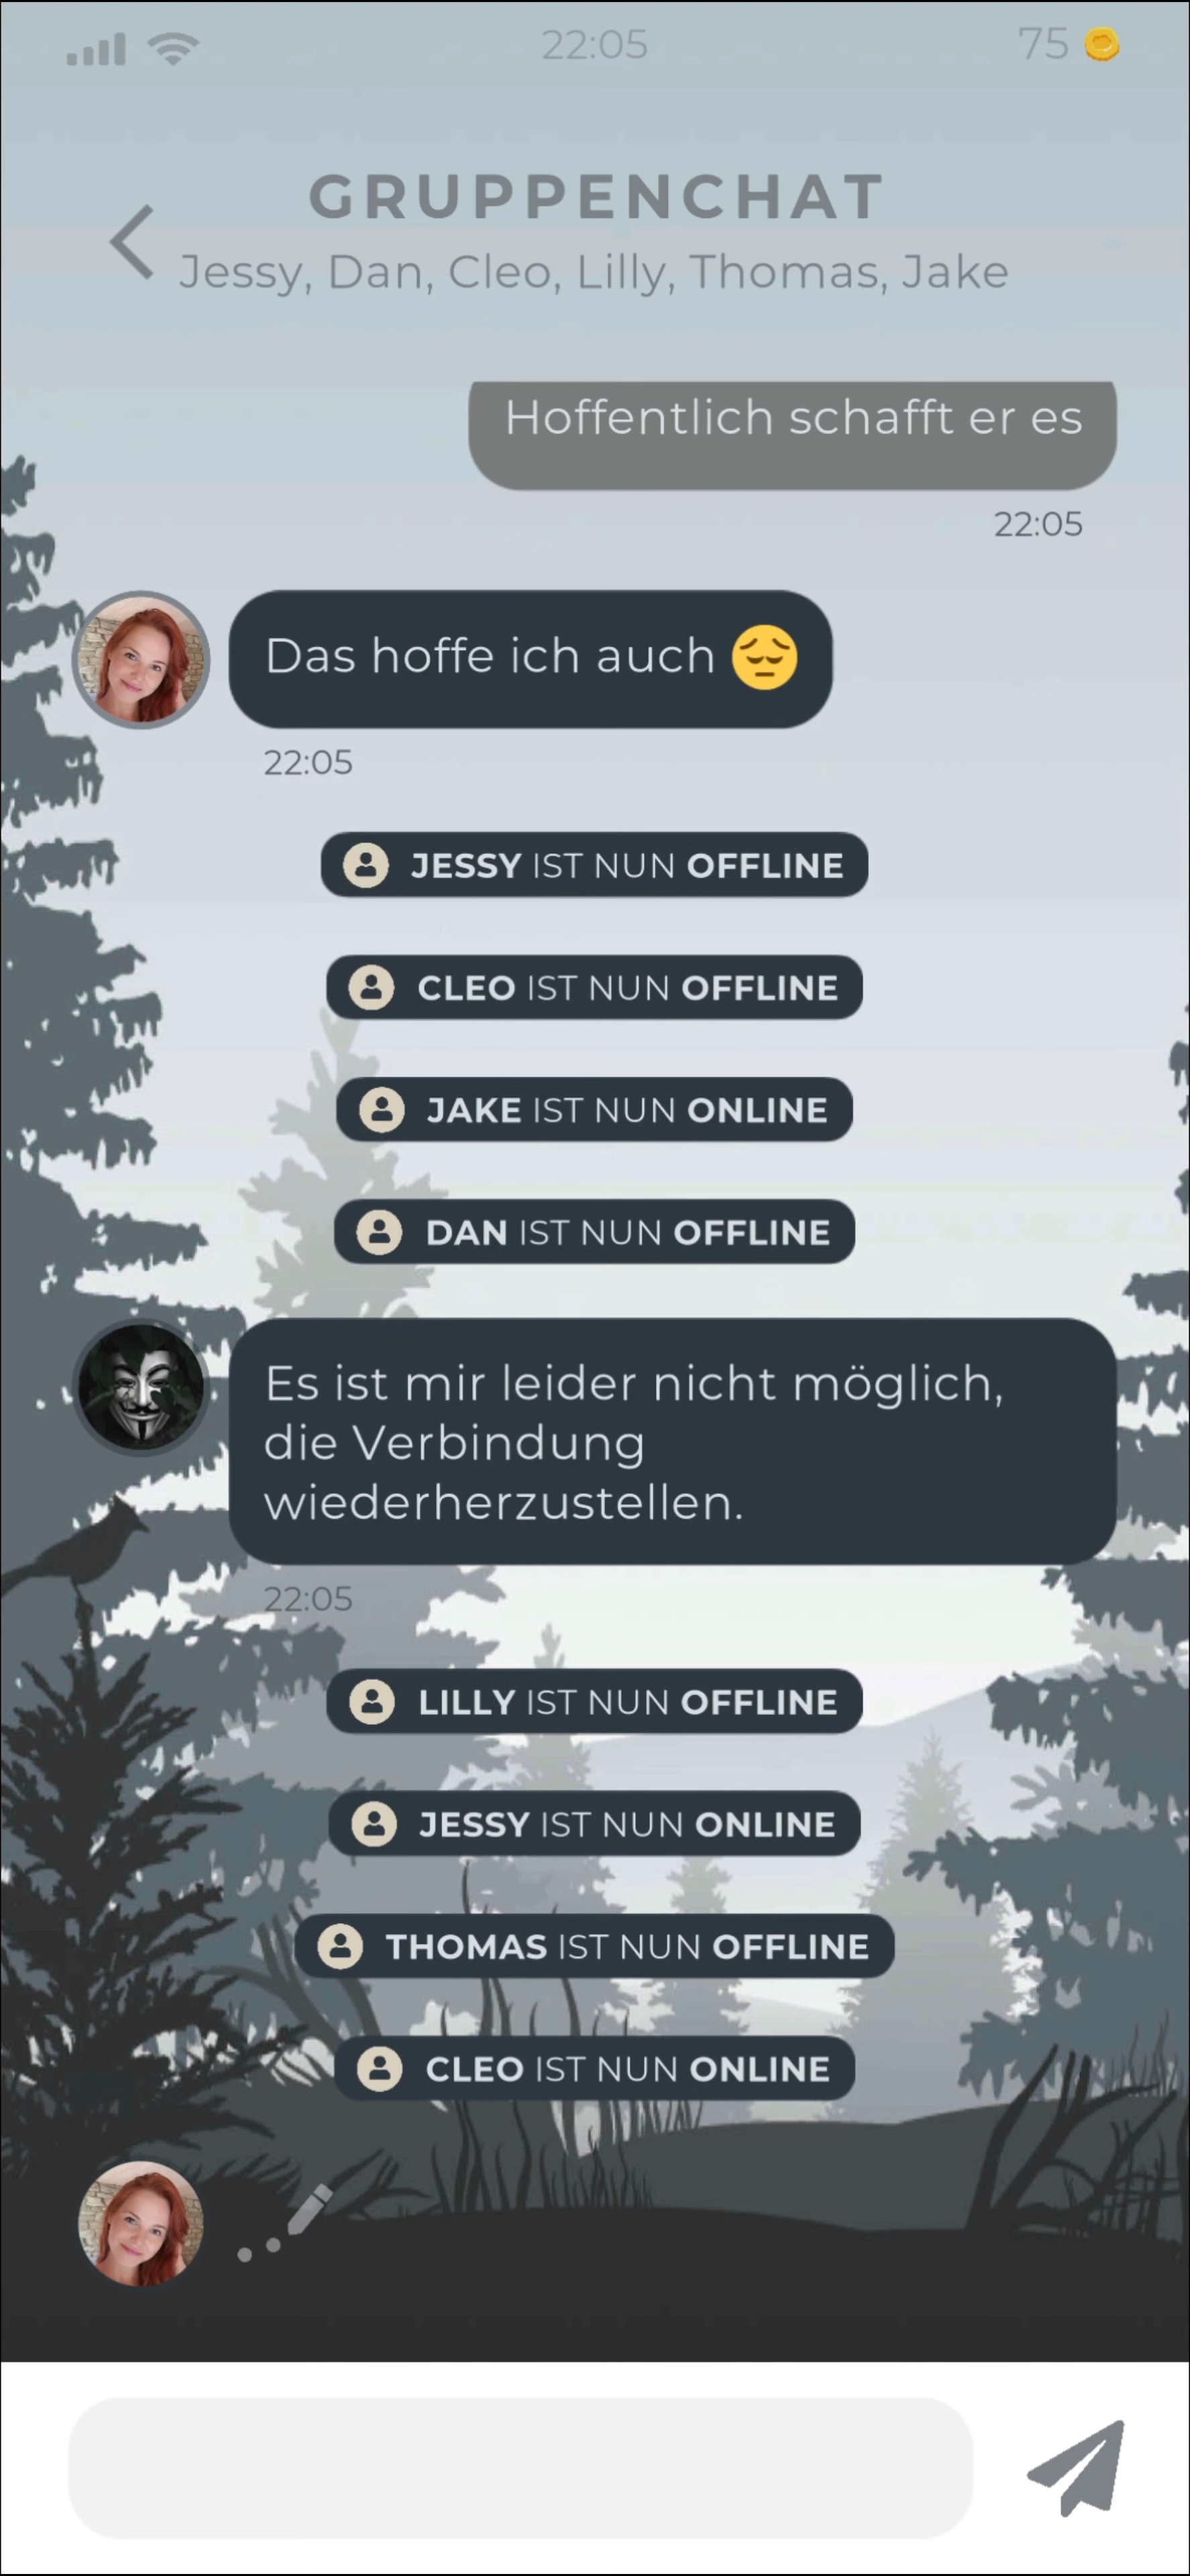 22:05
75
GRUPPENCHAT
Jessy, Dan, Cleo, Lilly, Thomas, Jake
Hoffentlich schafft er es
22:05
Das hoffe ich auch 😔
22:05
JESSY IST NUN OFFLINE
CLEO IST NUN OFFLINE
JAKE IST NUN ONLINE
DAN IST NUN OFFLINE
Es ist mir leider nicht möglich,
die Verbindung
wiederherzustellen.
22:05
LILLY IST NUN OFFLINE
JESSY IST NUN ONLINE
THOMAS IST NUN OFFLINE
CLEO IST NUN ONLINE